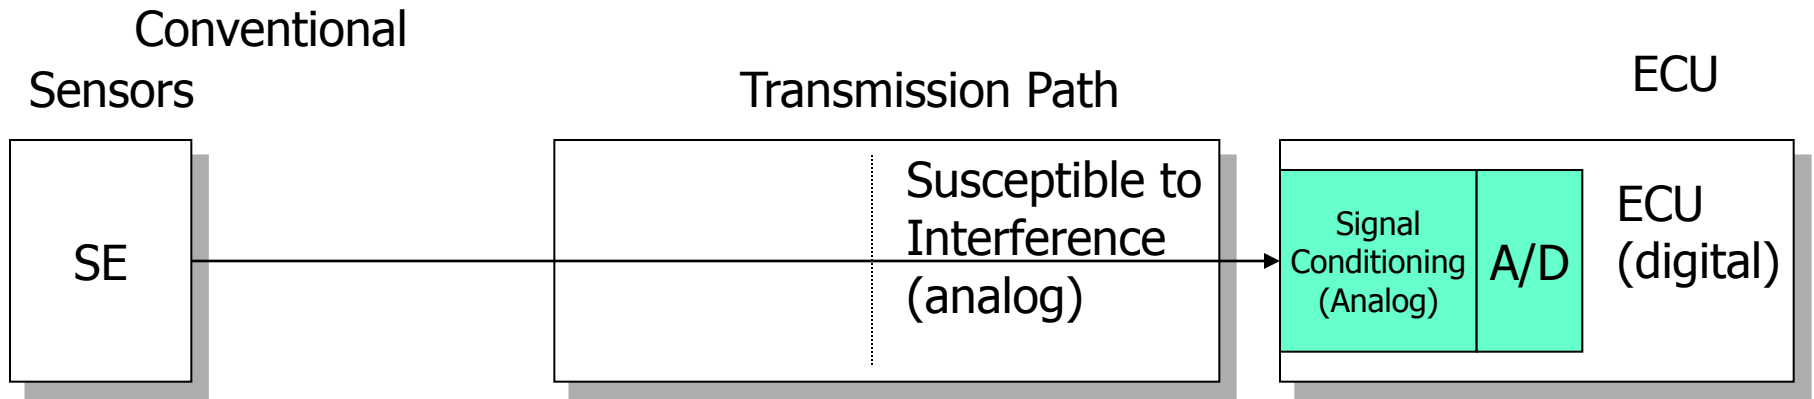 Conventional
Sensors
Transmission Path
ECU
SE
Susceptible to
Interference
(analog)
Signal
Conditioning
(Analog)
A/D
ECU
(digital)